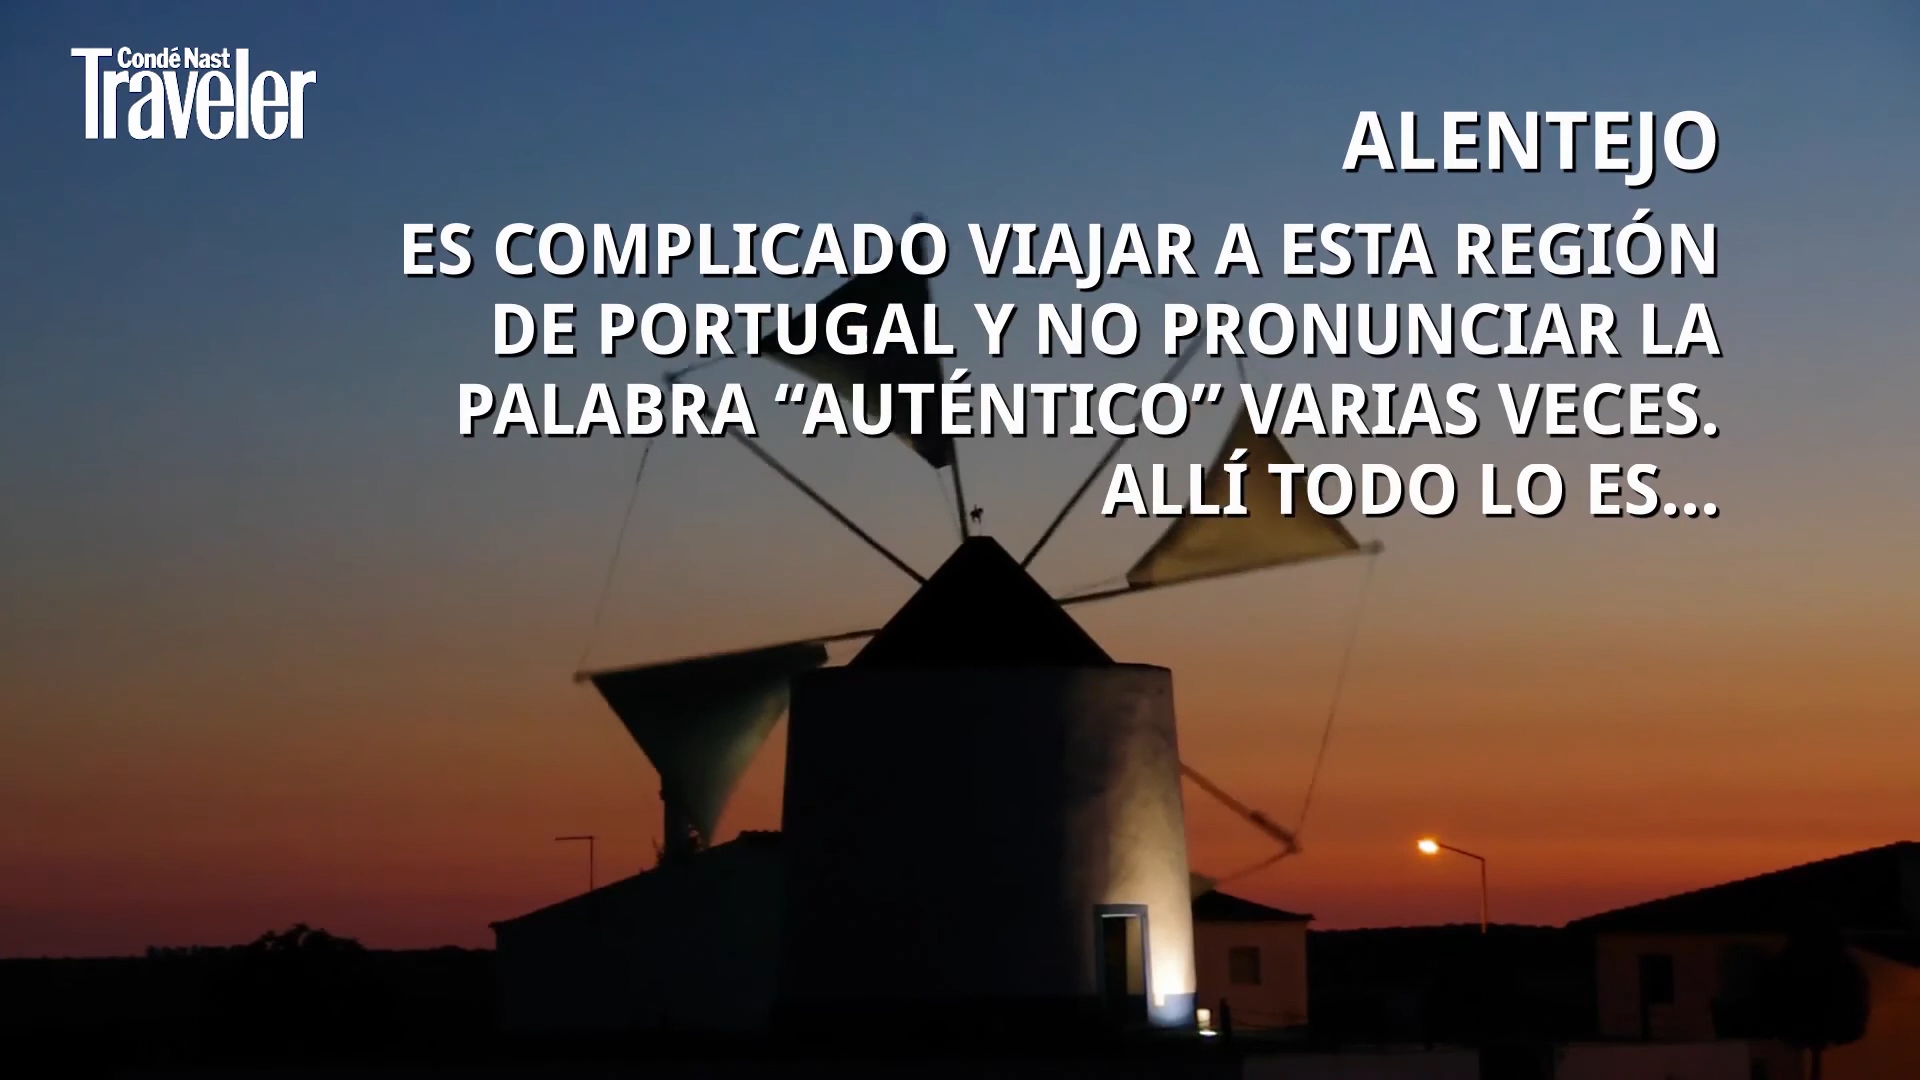 Condé Nast
Traveler
ALENTEJO
ES COMPLICADO VIAJAR A ESTA REGIÓN
DE PORTUGAL Y NO PRONUNCIAR LA
PALABRA “AUTÉNTICO” VARIAS VECES.
ALLÍ TODO LO ES...